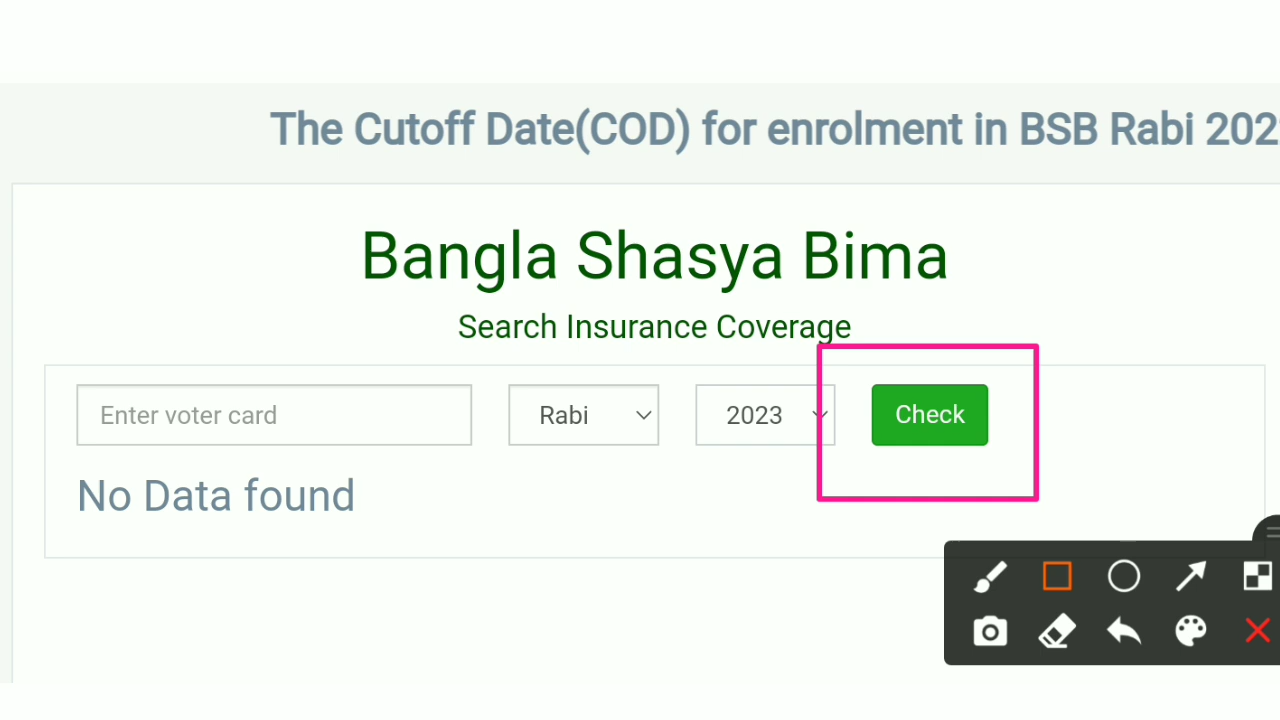 The Cutoff Date(COD) for enrolment in BSB Rabi 202
Bangla Shasya Bima
Search Insurance Coverage
Enter voter card Rabi 2023 Check
No Data found